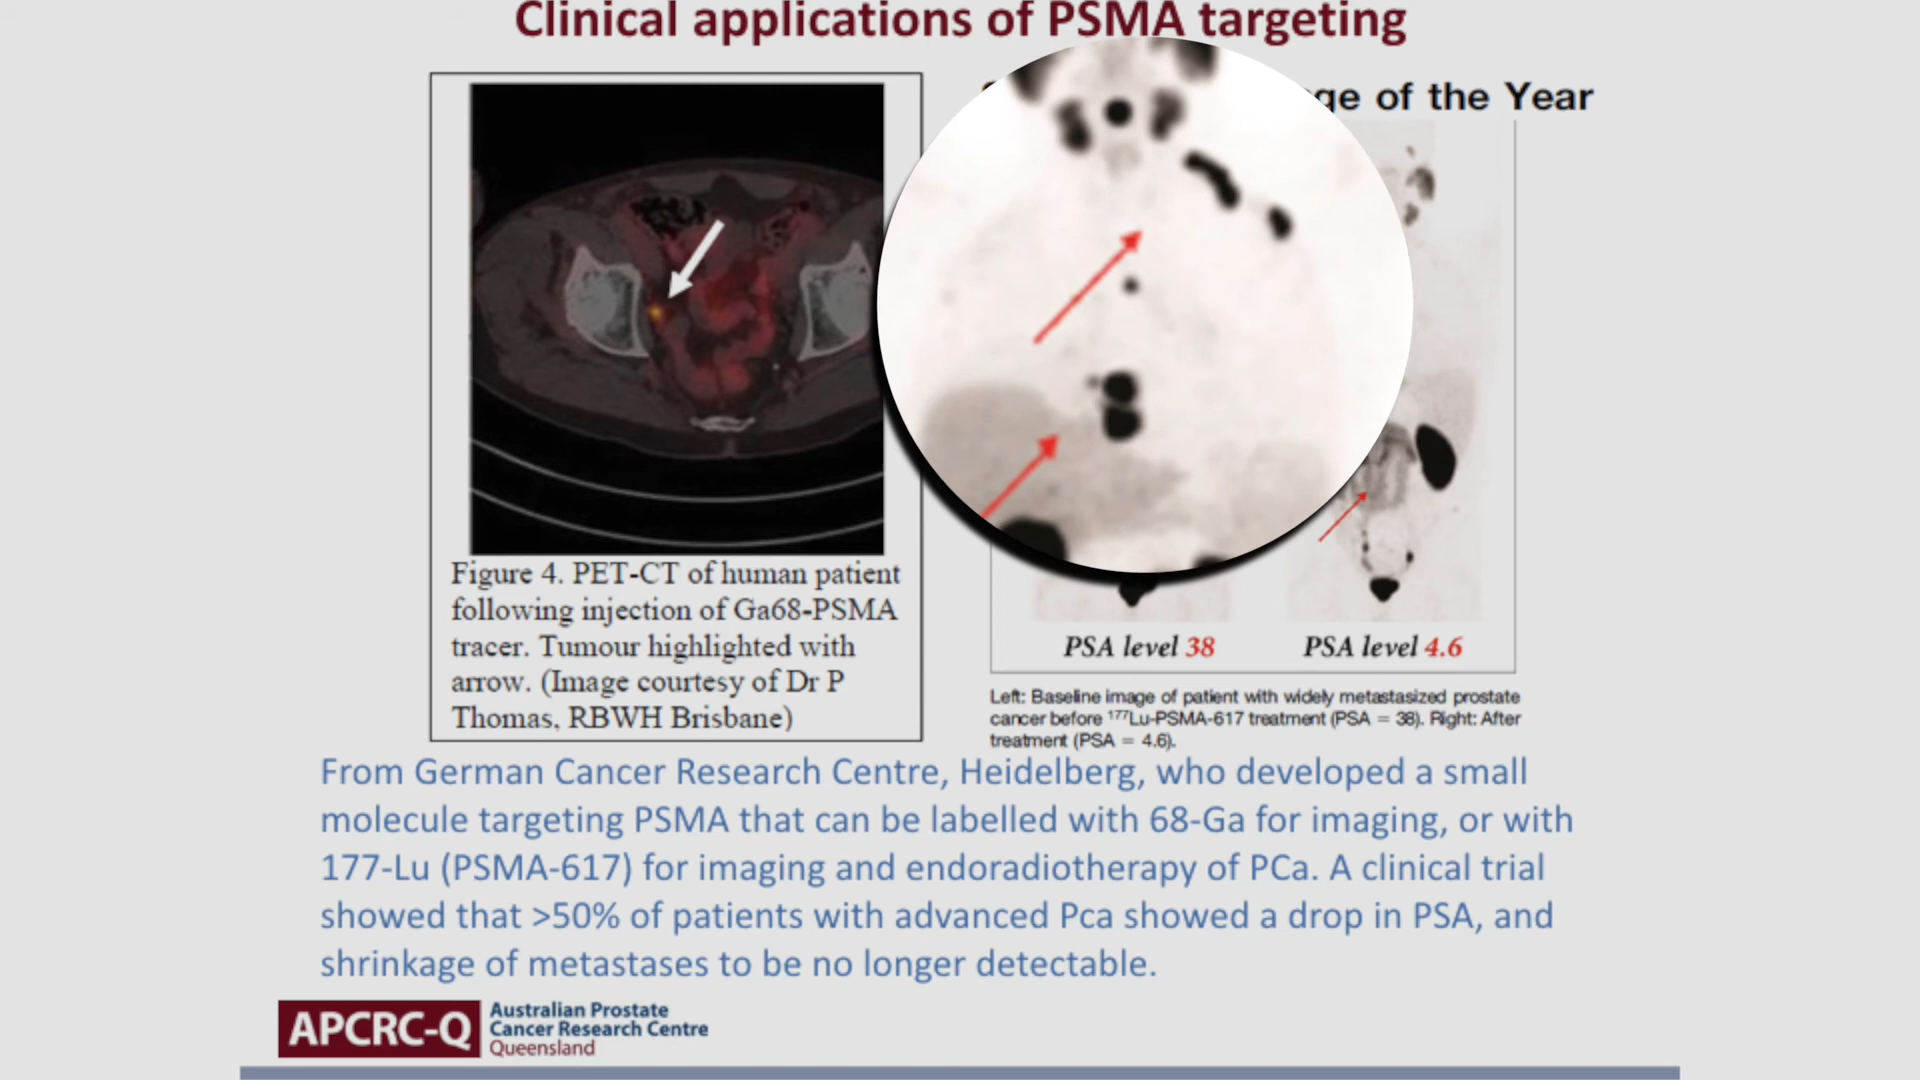 Clinical applications of PSMA targeting
ge of the Year
Figure 4. PET-CT of human patient
following injection of Ga68-PSMA
tracer. Tumour highlighted with
arrow. (Image courtesy of Dr P
Thomas, RBWH Brisbane)
PSA level 38
PSA level 4.6
Left: Baseline image of patient with widely metastasized prostate
cancer before ¹⁷⁷Lu-PSMA-617 treatment (PSA = 38). Right: After
treatment (PSA = 4.6).
From German Cancer Research Centre, Heidelberg, who developed a small
molecule targeting PSMA that can be labelled with 68-Ga for imaging, or with
177-Lu (PSMA-617) for imaging and endoradiotherapy of PCa. A clinical trial
showed that >50% of patients with advanced Pca showed a drop in PSA, and
shrinkage of metastases to be no longer detectable.
APCRC-Q
Australian Prostate
Cancer Research Centre
Queensland